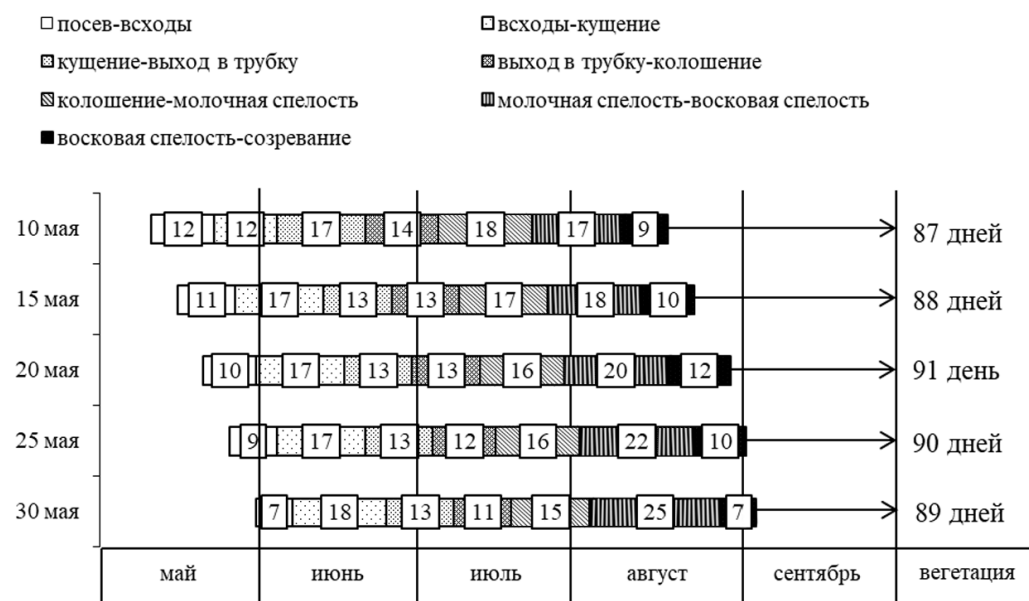 посев-всходы всходы-кущение
кущение-выход в трубку выход в трубку-колошение
колошение-молочная спелость молочная спелость-восковая спелость
восковая спелость-созревание
10 мая 12 12 17 14 18 17 9 87 дней
15 мая 11 17 13 13 17 18 10 88 дней
20 мая 10 17 13 13 16 20 12 91 день
25 мая 9 17 13 12 16 22 10 90 дней
30 мая 7 18 13 11 15 25 7 89 дней
май июнь июль август сентябрь вегетация